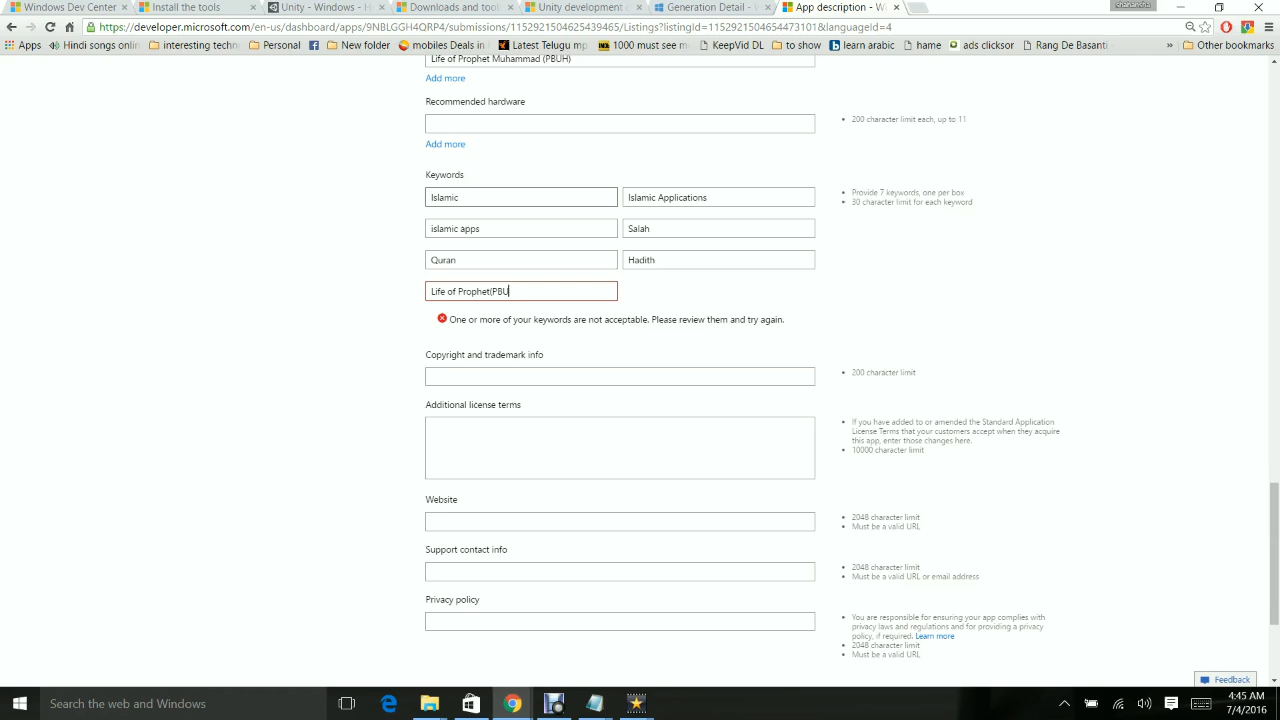 shahansha
Windows Dev Center
Install the tools
Unity - Windows - H
Downloads and tool
Unity development c
Generating a Detail - W
App description - W
https://developer.microsoft.com/en-us/dashboard/apps/9NBLGGH4QRP4/submissions/1152921504625439465/Listings?listingId=1152921504654473101&languageId=4
Apps
Hindi songs online
interesting techno
Personal
mobiles Deals in I
Latest Telugu mp
1000 must see m
KeepVid DL
to show
learn arabic
hame
ads clicksor
Rang De Basanti
»
Other bookmarks
Life of Prophet Muhammad (PBUH)
Add more
Recommended hardware
200 character limit each, up to 11
Add more
Keywords
Islamic
Islamic Applications
Provide 7 keywords, one per box
30 character limit for each keyword
islamic apps
Salah
Quran
Hadith
Life of Prophet(PBU
One or more of your keywords are not acceptable. Please review them and try again.
Copyright and trademark info
200 character limit
Additional license terms
If you have added to or amended the Standard Application
License Terms that your customers accept when they acquire
this app, enter those changes here.
10000 character limit
Website
2048 character limit
Must be a valid URL
Support contact info
2048 character limit
Must be a valid URL or email address
Privacy policy
You are responsible for ensuring your app complies with
privacy laws and regulations and for providing a privacy
policy, if required. Learn more
2048 character limit
Must be a valid URL
Feedback
Search the web and Windows
4:45 AM
7/4/2016